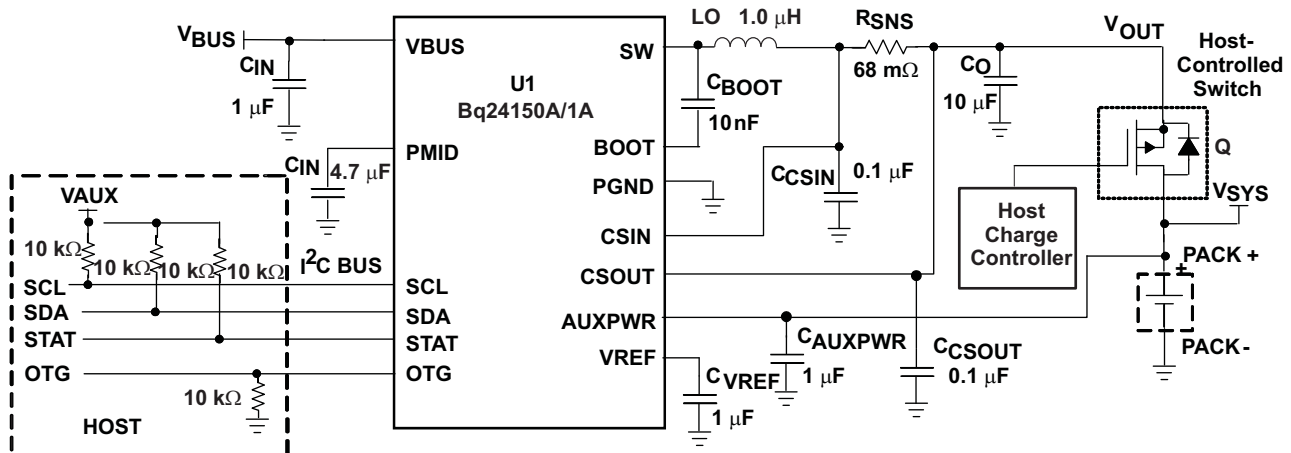 VBUS
CIN
1 μF
CIN
4.7 μF
U1
Bq24150A/1A
VBUS
PMID
SCL
SDA
STAT
OTG
SW
BOOT
PGND
CSIN
CSOUT
AUXPWR
VREF
LO 1.0 μH
RSNS
68 mΩ
CBOOT
10nF
CCSIN
0.1 μF
CO
10 μF
VOUT
Host-
Controlled
Switch
Q
VSYS
Host
Charge
Controller
PACK +
+
PACK-
CAUXPWR
1 μF
CVREF
1 μF
CCSOUT
0.1 μF
VAUX
10 kΩ
10 kΩ
10 kΩ
10 kΩ
I2C BUS
SCL
SDA
STAT
OTG
HOST